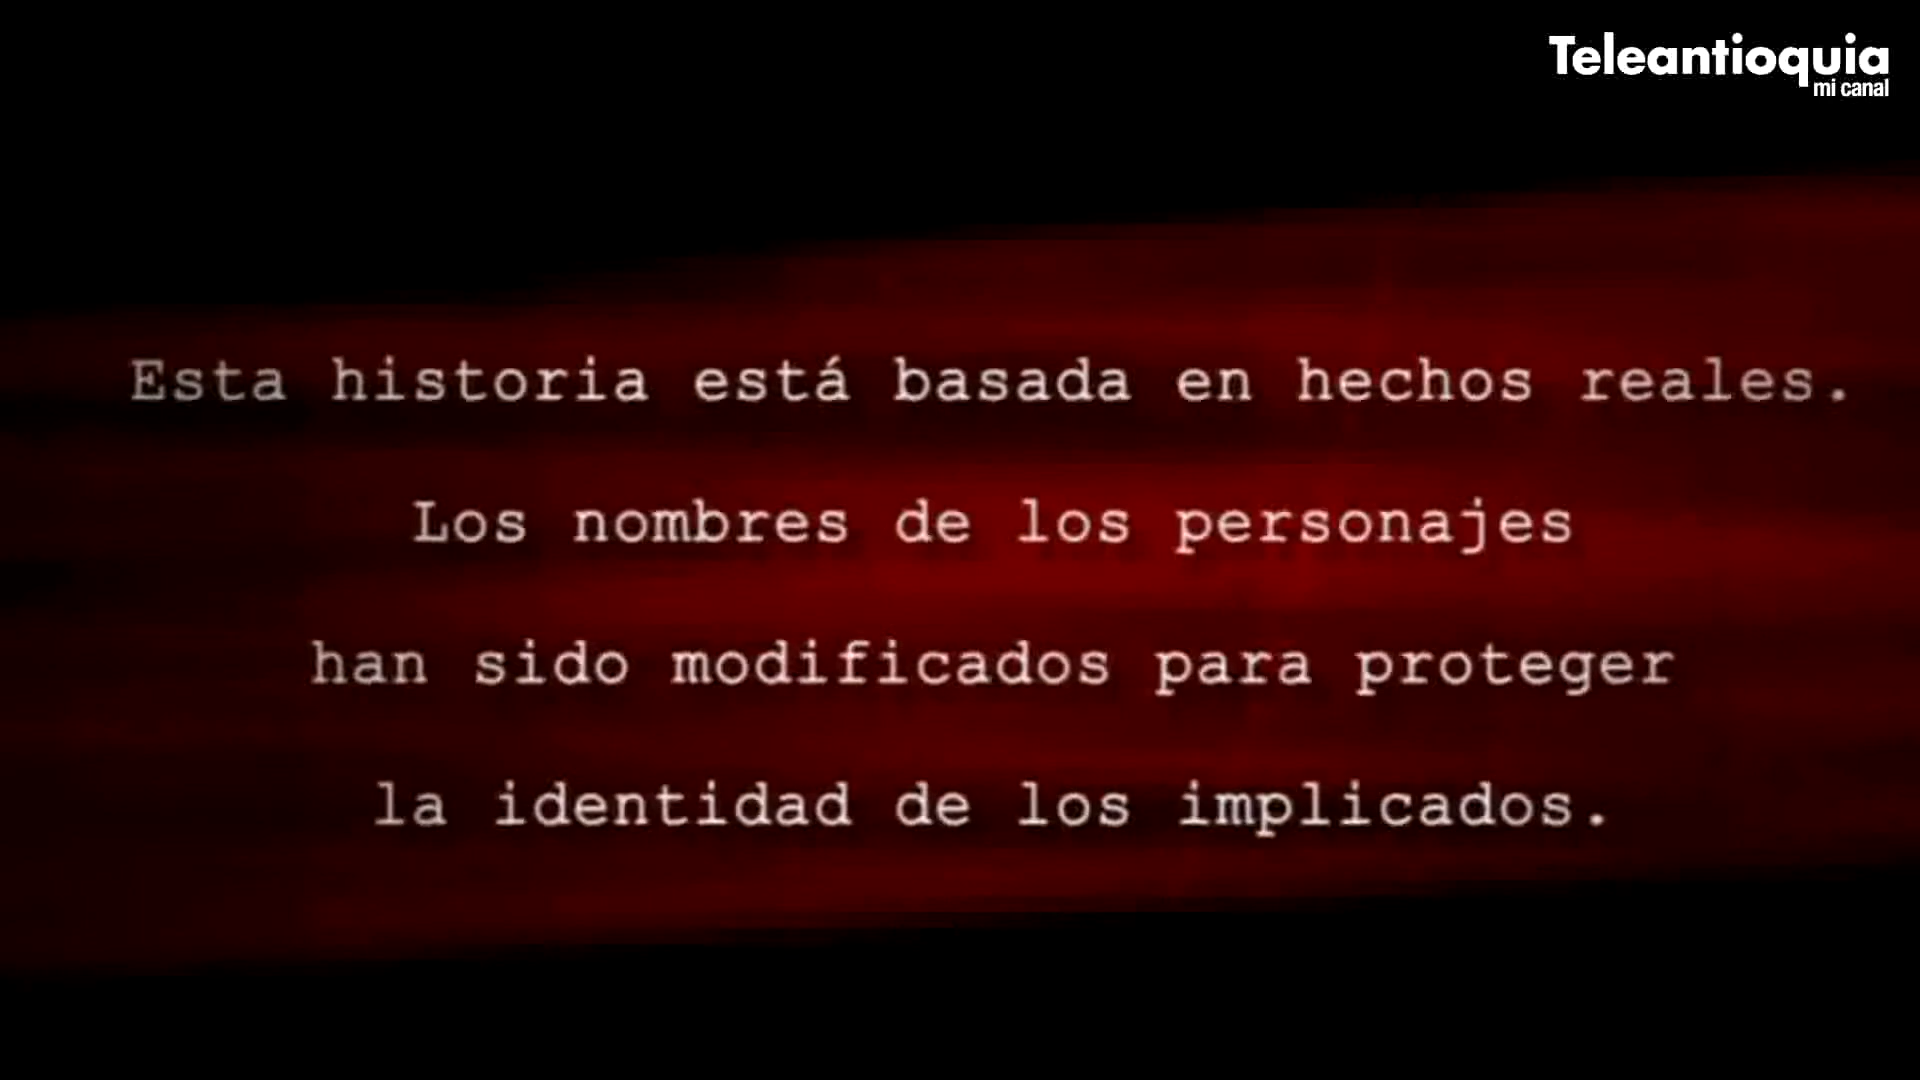 Teleantioquia
mi canal
Esta historia está basada en hechos reales.
Los nombres de los personajes
han sido modificados para proteger
la identidad de los implicados.